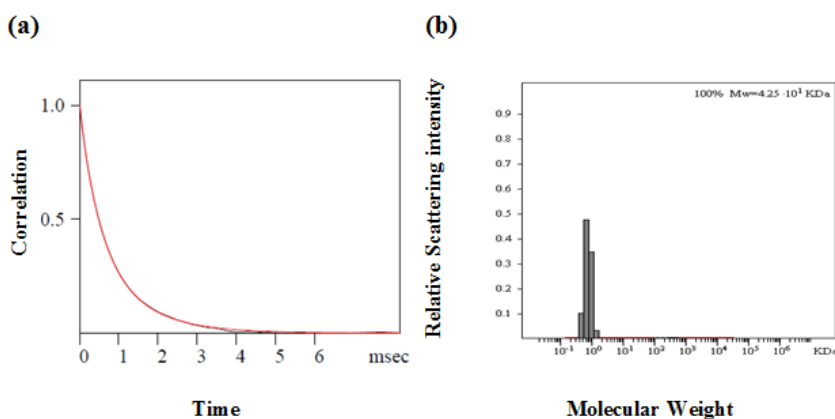 (a)
(b)
1.0
0.5
Correlation
0 1 2 3 4 5 6 msec
Time
100% Mw=4.25 ·10¹ KDa
0.9
0.8
0.7
0.6
0.5
0.4
0.3
0.2
0.1
Relative Scattering intensity
10⁻¹ 10⁰ 10¹ 10² 10³ 10⁴ 10⁵ 10⁶ KDa
Molecular Weight